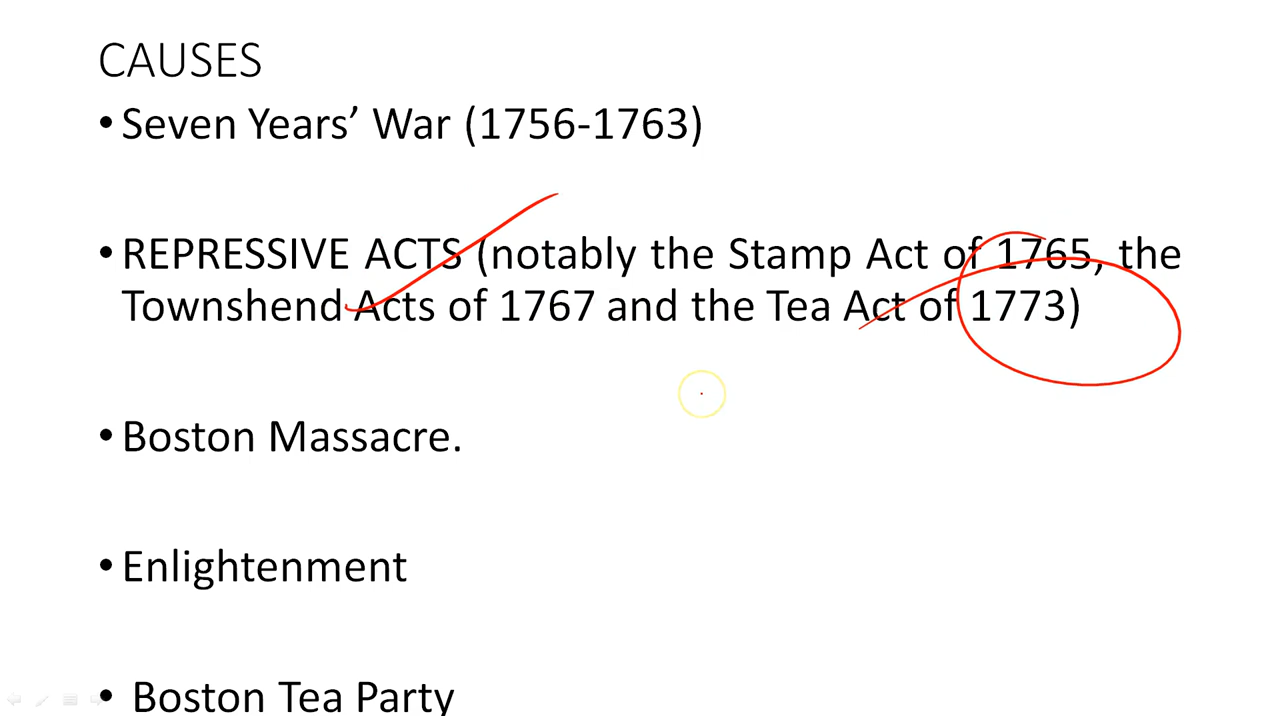 CAUSES
•Seven Years’ War (1756-1763)
•REPRESSIVE ACTS (notably the Stamp Act of 1765, the
Townshend Acts of 1767 and the Tea Act of 1773)
•Boston Massacre.
•Enlightenment
• Boston Tea Party